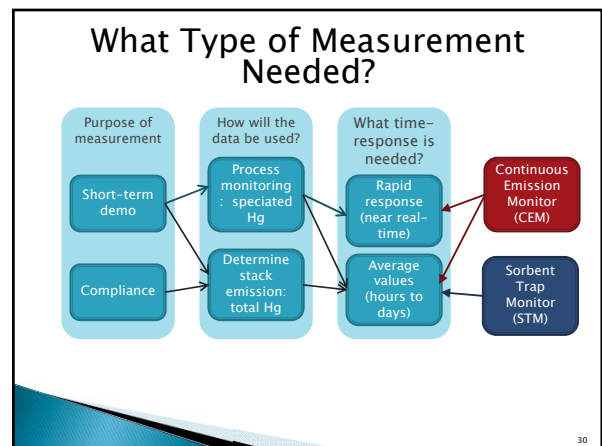 What Type of Measurement
Needed?
Purpose of
measurement
Short-term
demo
Compliance
How will the
data be used?
Process
monitoring
: speciated
Hg
Determine
stack
emission:
total Hg
What time-
response is
needed?
Rapid
response
(near real-
time)
Average
values
(hours to
days)
Continuous
Emission
Monitor
(CEM)
Sorbent
Trap
Monitor
(STM)
30